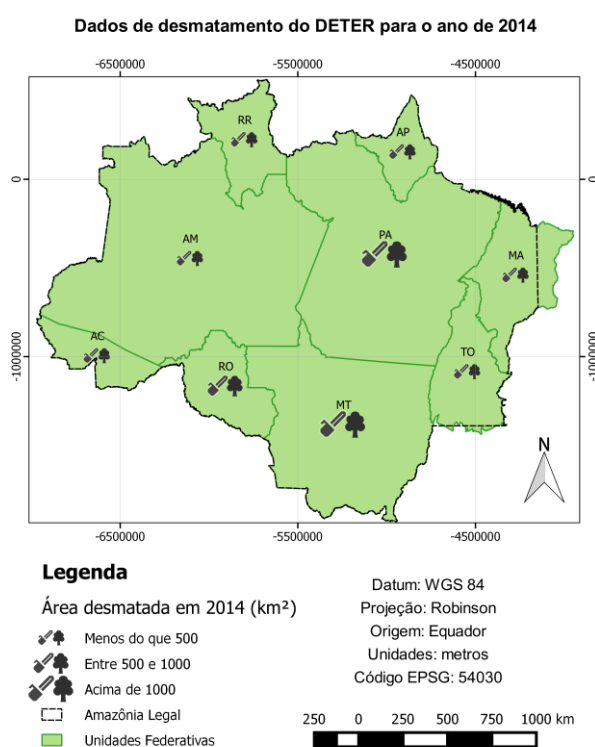 Dados de desmatamento do DETER para o ano de 2014
-6500000 -5500000 -4500000
RR
AP
0 0
AM
PA
MA
AC
RO
TO
-1000000 -1000000
MT
N
-6500000 -5500000 -4500000
Legenda
Área desmatada em 2014 (km²)
Menos do que 500
Entre 500 e 1000
Acima de 1000
Amazônia Legal
Unidades Federativas
Datum: WGS 84
Projeção: Robinson
Origem: Equador
Unidades: metros
Código EPSG: 54030
250 0 250 500 750 1000 km